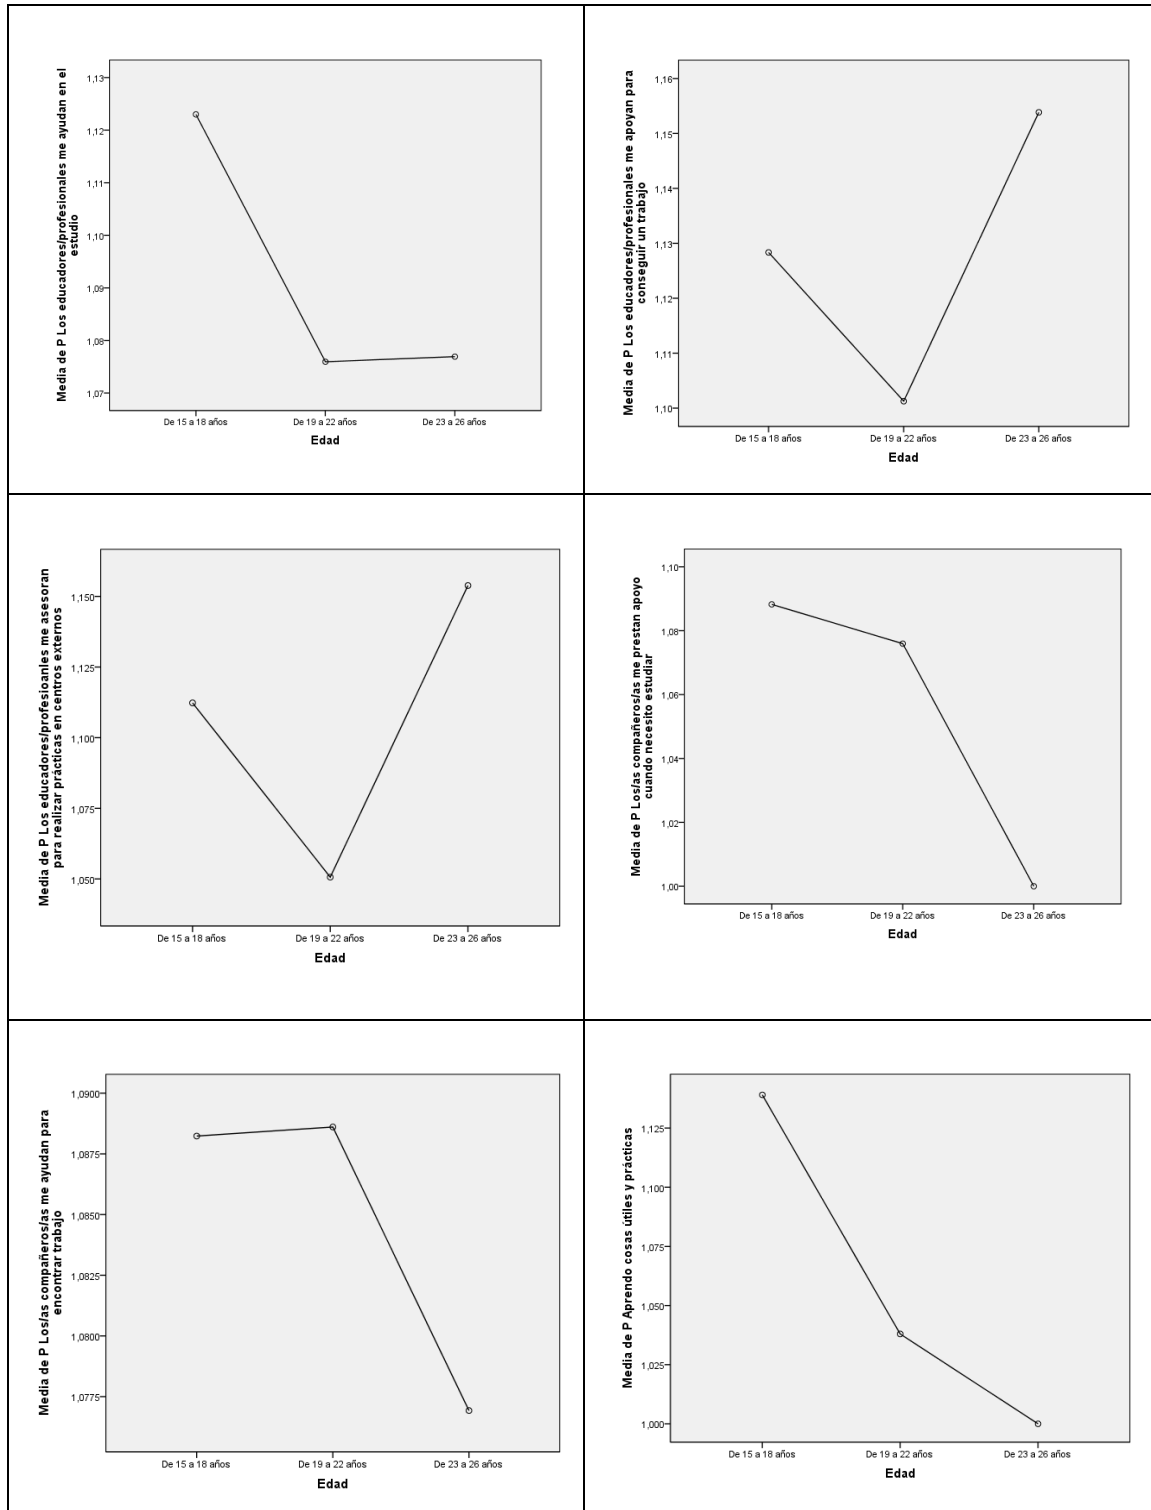 Media de P Los educadores/profesionales me ayudan en el
estudio
1,13
1,12
1,11
1,10
1,09
1,08
1,07
De 15 a 18 años
De 19 a 22 años
De 23 a 26 años
Edad
Media de P Los educadores/profesionales me apoyan para
conseguir un trabajo
1,16
1,15
1,14
1,13
1,12
1,11
1,10
De 15 a 18 años
De 19 a 22 años
De 23 a 26 años
Edad
Media de P Los educadores/profesioanles me asesoran
para realizar prácticas en centros externos
1,150
1,125
1,100
1,075
1,050
De 15 a 18 años
De 19 a 22 años
De 23 a 26 años
Edad
Media de P Los/as compañeros/as me prestan apoyo
cuando necesito estudiar
1,10
1,08
1,06
1,04
1,02
1,00
De 15 a 18 años
De 19 a 22 años
De 23 a 26 años
Edad
Media de P Los/as compañeros/as me ayudan para
encontrar trabajo
1,0900
1,0875
1,0850
1,0825
1,0800
1,0775
De 15 a 18 años
De 19 a 22 años
De 23 a 26 años
Edad
Media de P Aprendo cosas útiles y prácticas
1,125
1,100
1,075
1,050
1,025
1,000
De 15 a 18 años
De 19 a 22 años
De 23 a 26 años
Edad